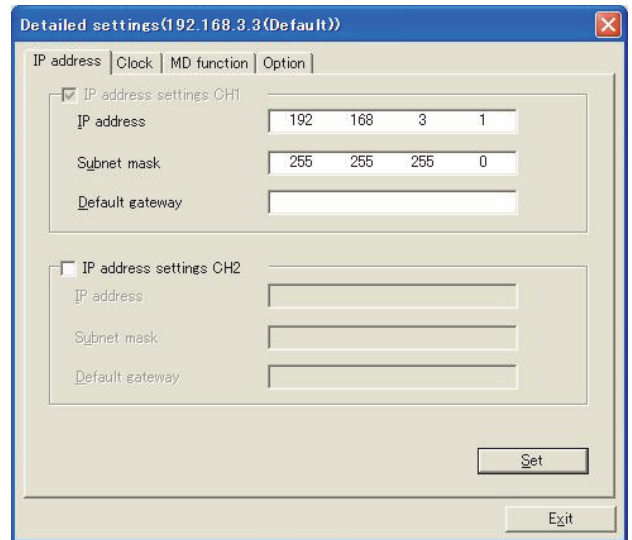 Detailed settings(192.168.3.3(Default))
IP address Clock MD function Option
IP address settings CH1
IP address 192 168 3 1
Subnet mask 255 255 255 0
Default gateway
IP address settings CH2
IP address
Subnet mask
Default gateway
Set
Exit